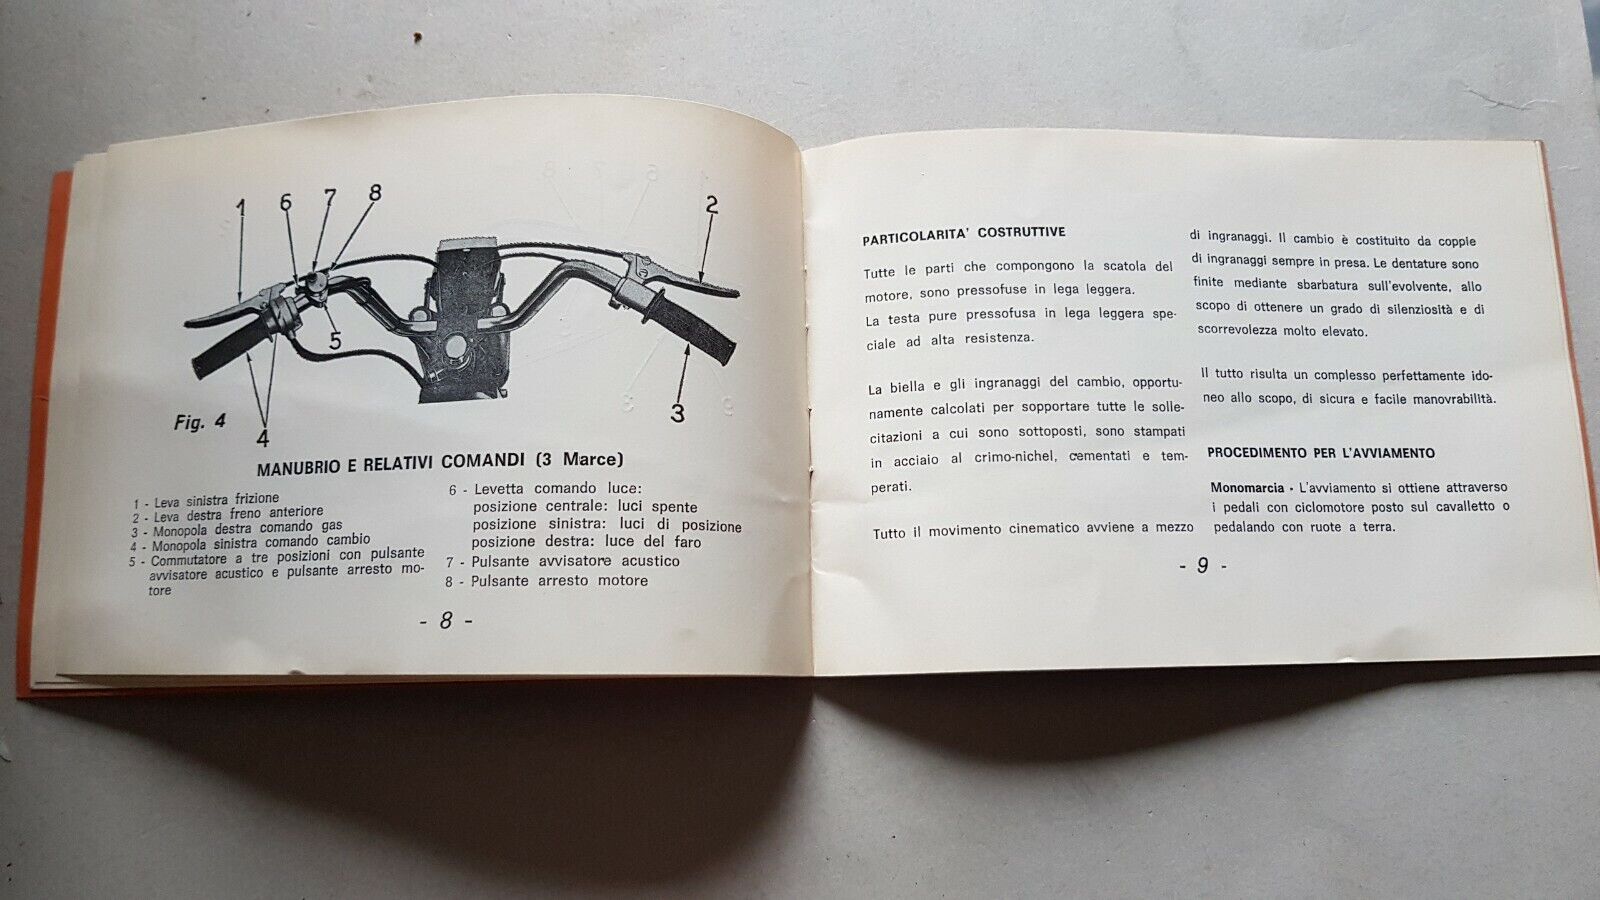 1 6 7 8 2
5
3
Fig. 4
4
MANUBRIO E RELATIVI COMANDI (3 Marce)
1 - Leva sinistra frizione
2 - Leva destra freno anteriore
3 - Monopola destra comando gas
4 - Monopola sinistra comando cambio
5 - Commutatore a tre posizioni con pulsante
avvisatore acustico e pulsante arresto mo-
tore
6 - Levetta comando luce:
posizione centrale: luci spente
posizione sinistra: luci di posizione
posizione destra: luce del faro
7 - Pulsante avvisatore acustico
8 - Pulsante arresto motore
- 8 -
PARTICOLARITA' COSTRUTTIVE
Tutte le parti che compongono la scatola del
motore, sono pressofuse in lega leggera.
La testa pure pressofusa in lega leggera spe-
ciale ad alta resistenza.
La biella e gli ingranaggi del cambio, opportu-
namente calcolati per sopportare tutte le solle-
citazioni a cui sono sottoposti, sono stampati
in acciaio al crimo-nichel, cementati e tem-
perati.
Tutto il movimento cinematico avviene a mezzo
di ingranaggi. Il cambio è costituito da coppie
di ingranaggi sempre in presa. Le dentature sono
finite mediante sbarbatura sull'evolvente, allo
scopo di ottenere un grado di silenziosità e di
scorrevolezza molto elevato.
Il tutto risulta un complesso perfettamente ido-
neo allo scopo, di sicura e facile manovrabilità.
PROCEDIMENTO PER L'AVVIAMENTO
Monomarcia - L'avviamento si ottiene attraverso
i pedali con ciclomotore posto sul cavalletto o
pedalando con ruote a terra.
- 9 -